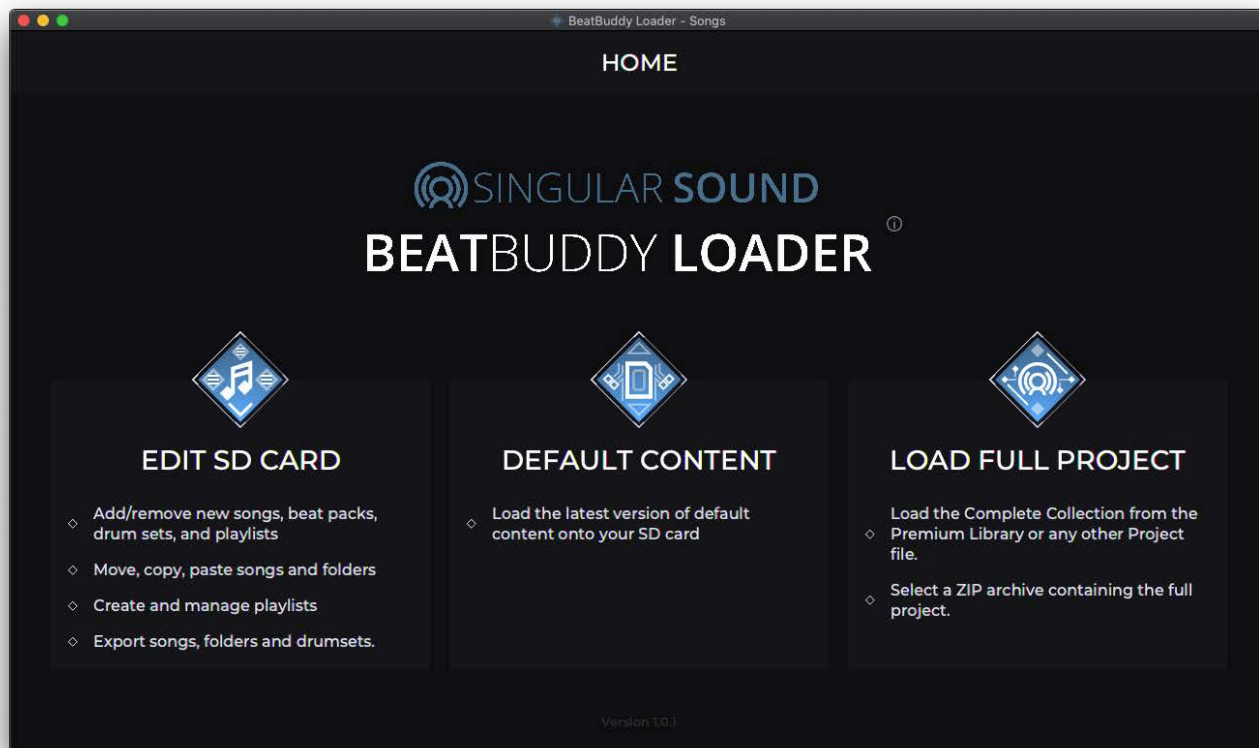 BeatBuddy Loader - Songs
HOME
SINGULAR SOUND
BEATBUDDY LOADER
EDIT SD CARD
Add/remove new songs, beat packs,
drum sets, and playlists
Move, copy, paste songs and folders
Create and manage playlists
Export songs, folders and drumsets.
DEFAULT CONTENT
Load the latest version of default
content onto your SD card
LOAD FULL PROJECT
Load the Complete Collection from the
Premium Library or any other Project
file.
Select a ZIP archive containing the full
project.
Version 1.0.1